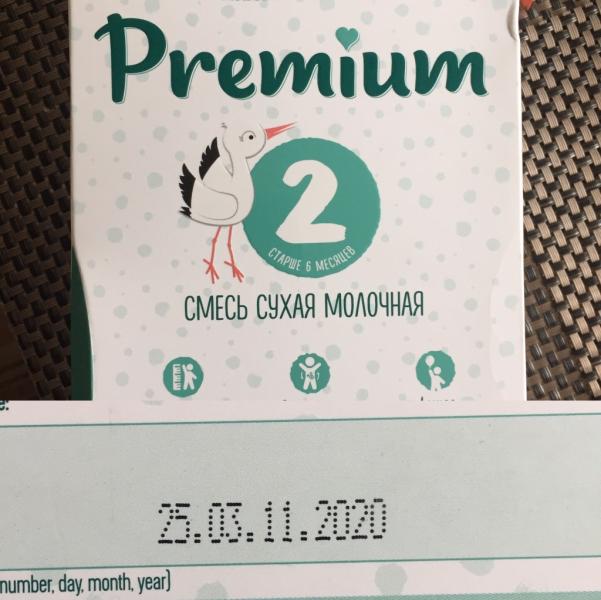 Premium
2
СТАРШЕ 6 МЕСЯЦЕВ
СМЕСЬ СУХАЯ МОЛОЧНАЯ
e:
25.03.11.2020
number, day, month, year)